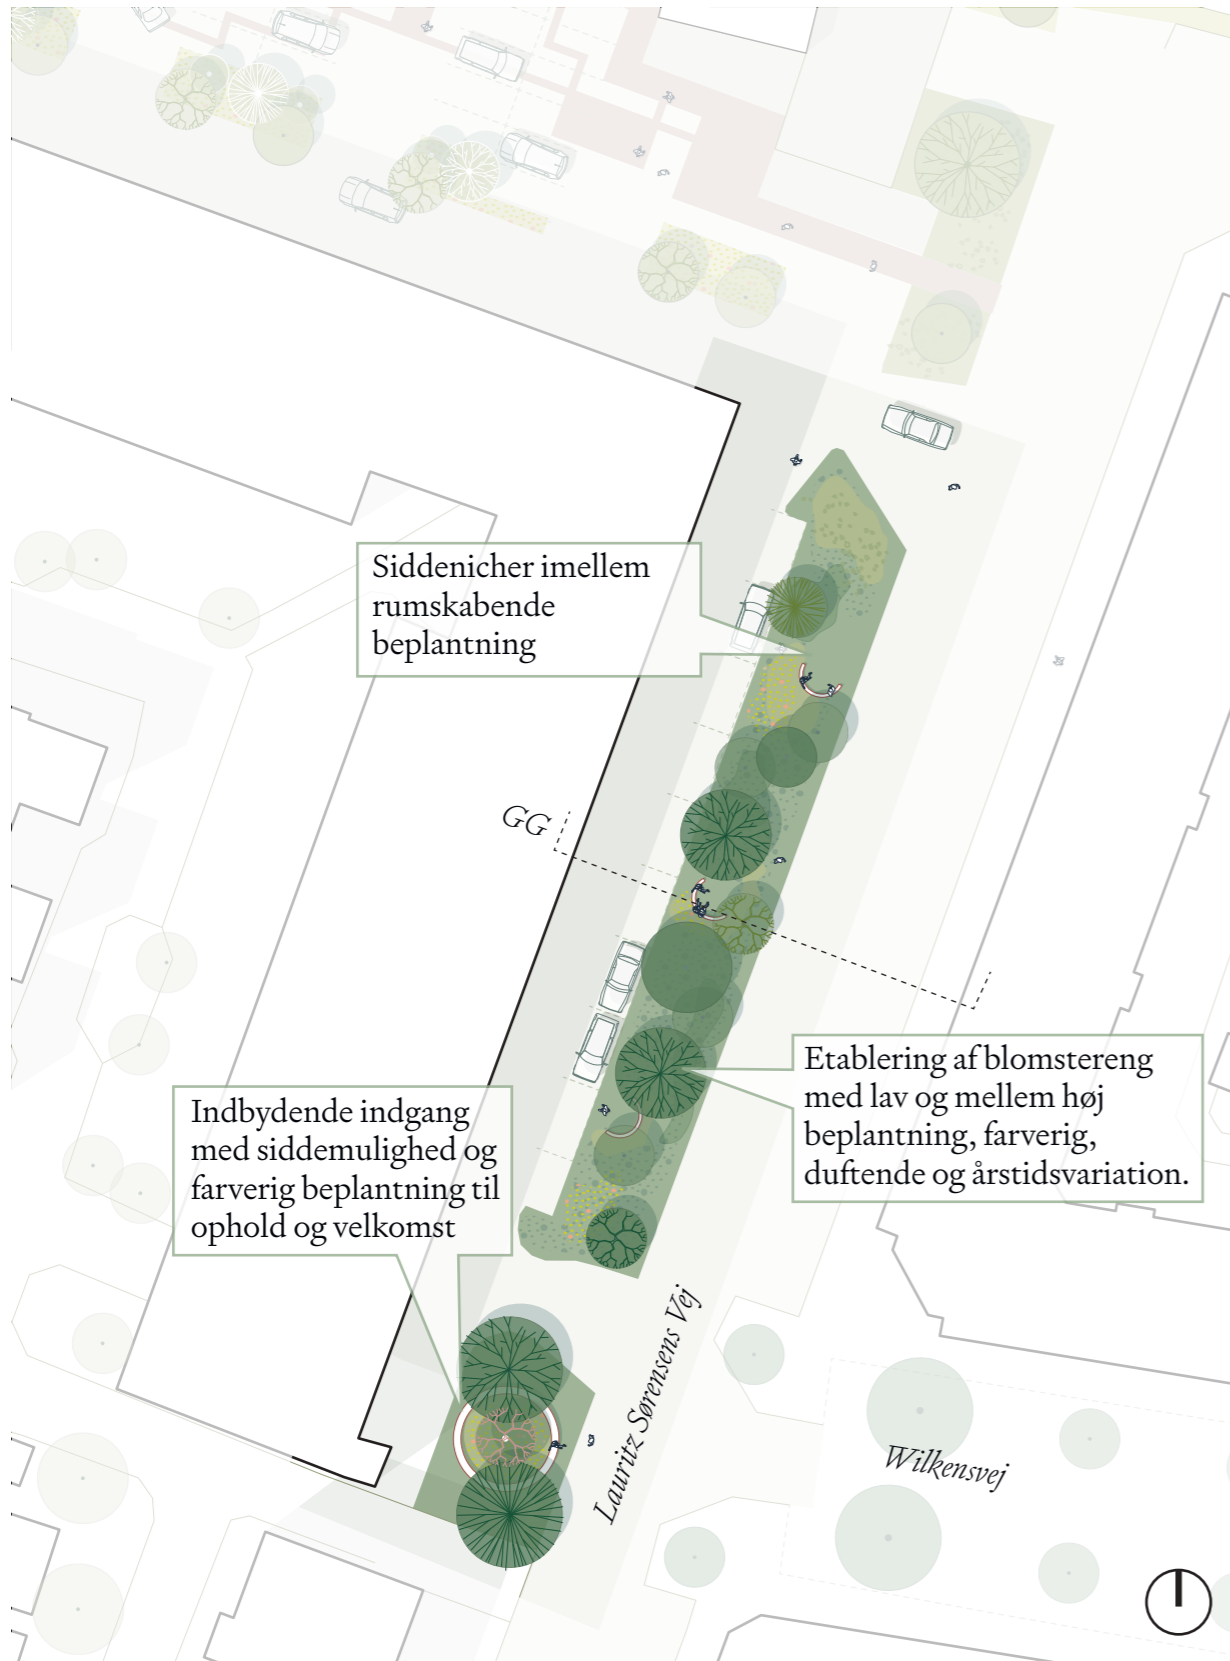 Siddenicher imellem
rumskabende
beplantning
GG
Etablering af blomstereng
med lav og mellem høj
beplantning, farverig,
duftende og årstidsvariation.
Indbydende indgang
med siddemulighed og
farverig beplantning til
ophold og velkomst
Lauritz Sørensens Vej
Wilkensvej